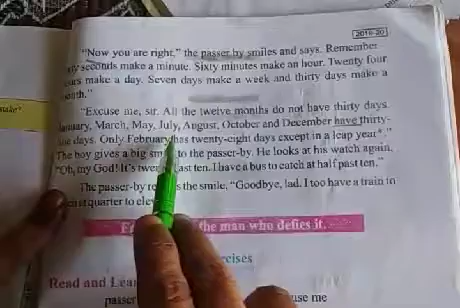 2019-20
"Now you are right," the passer by smiles and says. Remember
seconds make a minute. Sixty minutes make an hour. Twenty four
make a day. Seven days make a week and thirty days make a
"Excuse me, sir. All the twelve months do not have thirty days.
January, March, May, July, August, October and December have thirty-
days. Only February has twenty-eight days except in a leap year*."
The boy gives a big to the passer-by. He looks at his watch again.
"Oh, my God! It's past ten. I have a bus to catch at half past ten."
The passer-by the smile, "Goodbye, lad. I too have a train in
quarter to
the man who defies it.
Read and
passer
me